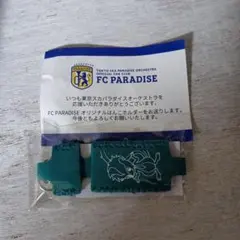 TOKYO SKA PARADISE ORCHESTRA
OFFICIAL FAN CLUB
FC PARADISE
いつも東京スカパラダイスオーケストラを
応援いただきありがとうございます。
FC PARADISE オリジナルはんこホルダーをお送りします。
今後ともよろしくお願いいたします。